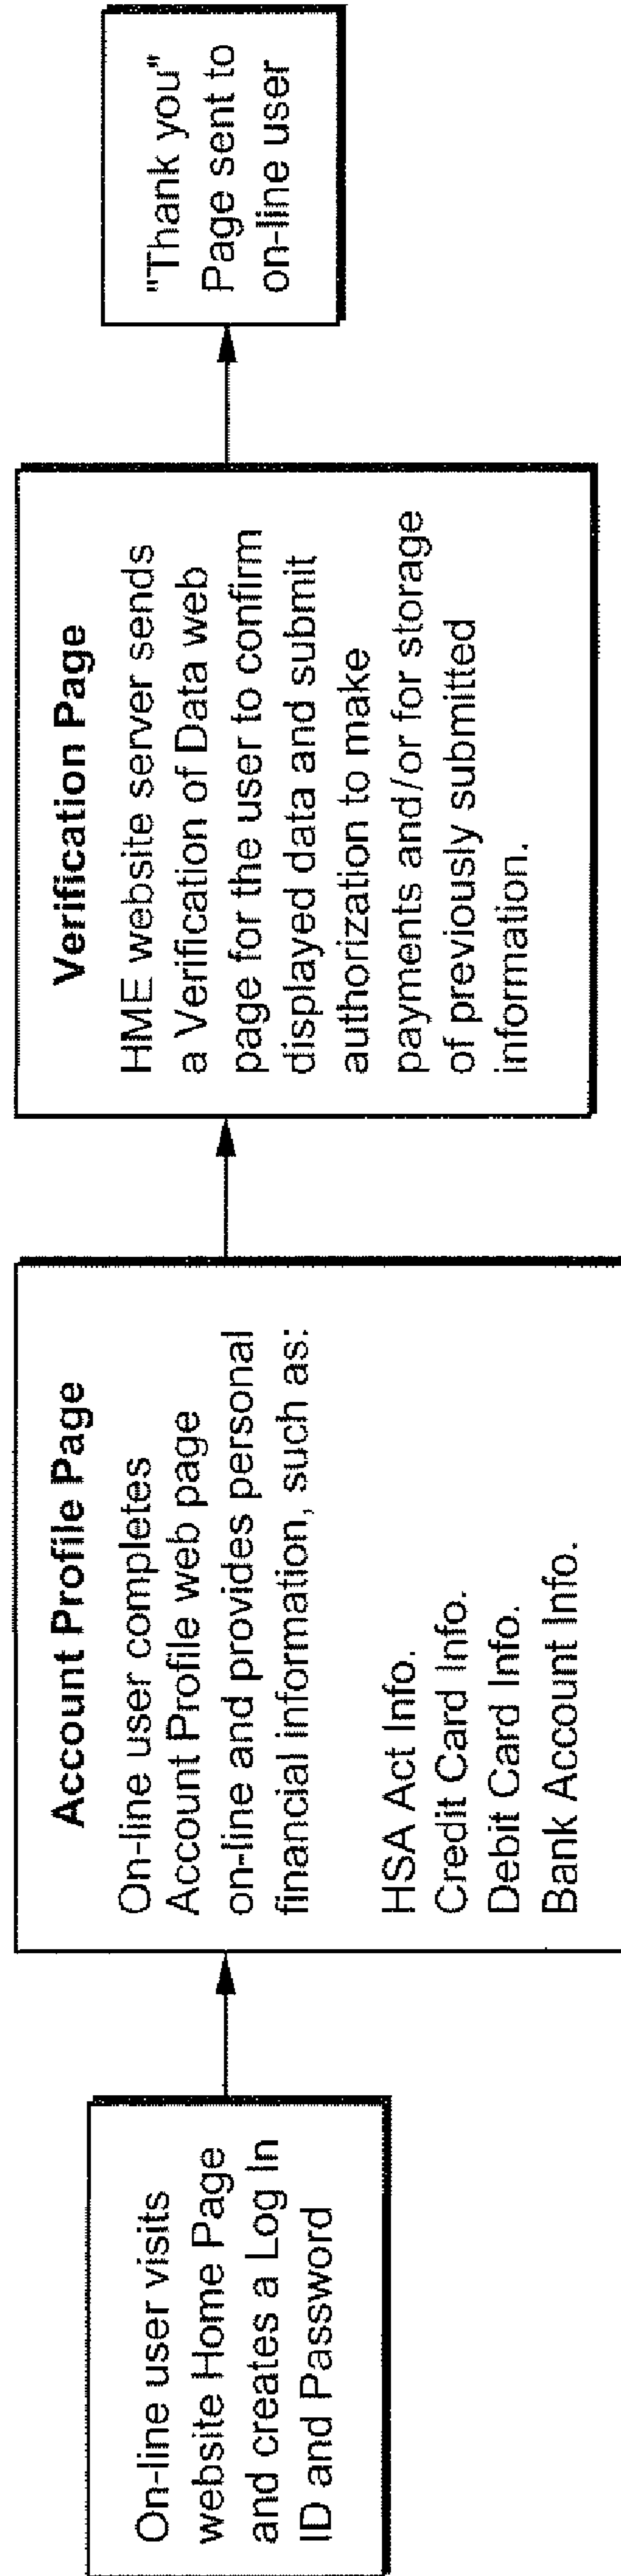 On-line user visits
website Home Page
and creates a Log In
ID and Password
Account Profile Page
On-line user completes
Account Profile web page
on-line and provides personal
financial information, such as:
HSA Act Info.
Credit Card Info.
Debit Card Info.
Bank Account Info.
Verification Page
HME website server sends
a Verification of Data web
page for the user to confirm
displayed data and submit
authorization to make
payments and/or for storage
of previously submitted
information.
"Thank you"
Page sent to
on-line user